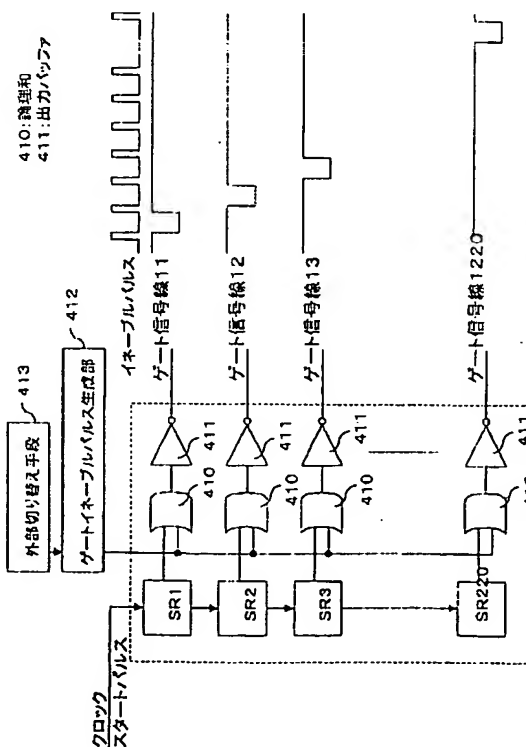 410:論理和
411:出力バッファ
413
外部切り替え手段
412
ゲートイネーブルパルス生成部
イネーブルパルス
クロック
スタートパルス
SR1
410
411
ゲート信号線11
SR2
410
411
ゲート信号線12
SR3
410
411
ゲート信号線13
SR220
411
ゲート信号線1220